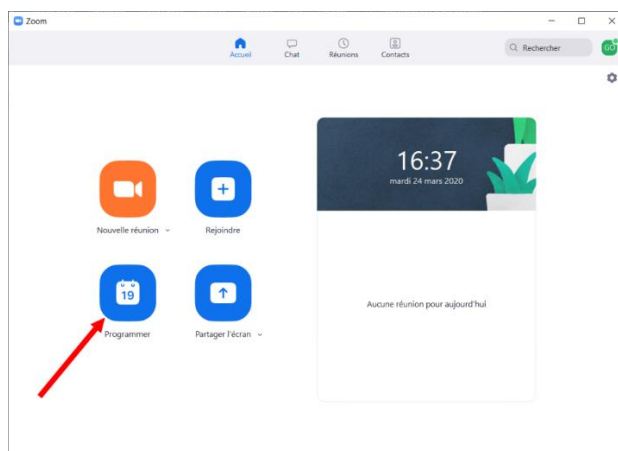 Zoom
Accueil
Chat
Réunions
Contacts
Rechercher
GO
16:37
mardi 24 mars 2020
Nouvelle réunion
Rejoindre
19
Programmer
Partager l'écran
Aucune réunion pour aujourd'hui